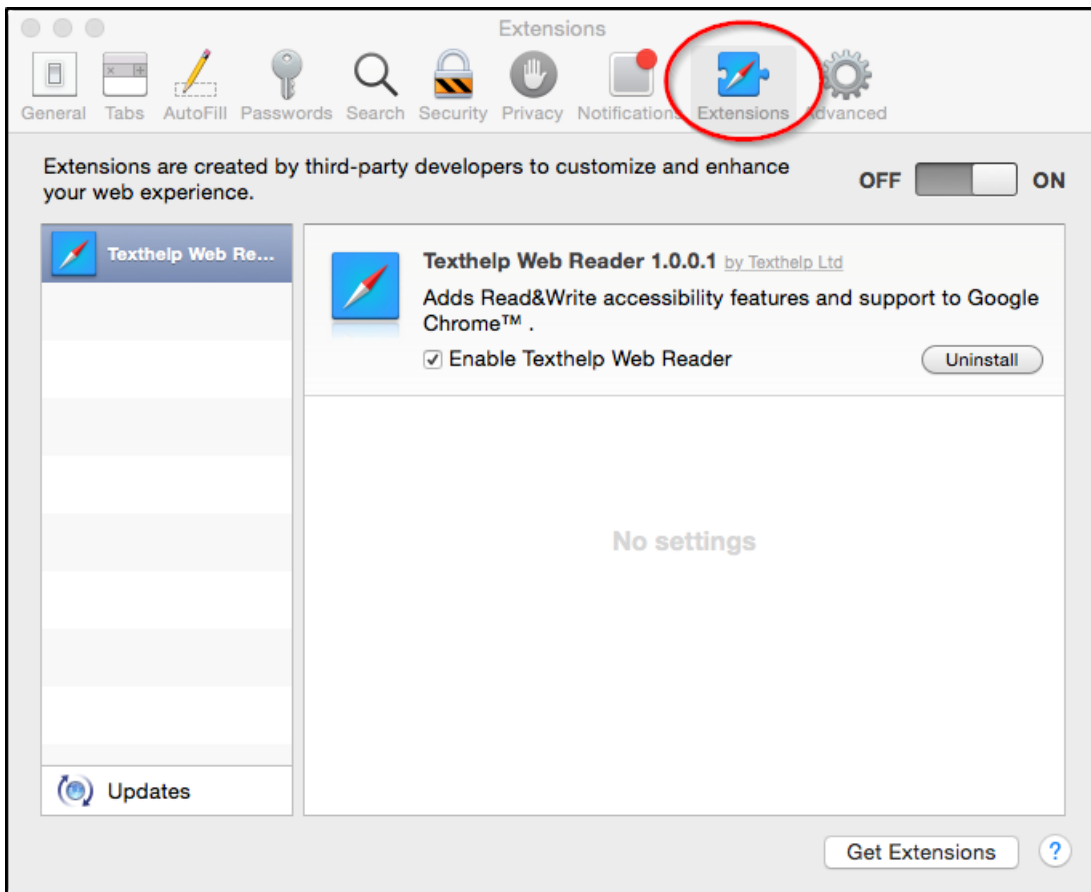 Extensions
General Tabs AutoFill Passwords Search Security Privacy Notifications Extensions Advanced
Extensions are created by third-party developers to customize and enhance
your web experience.
OFF ON
Texthelp Web Re...
Texthelp Web Reader 1.0.0.1 by Texthelp Ltd
Adds Read&Write accessibility features and support to Google
Chrome™ .
Enable Texthelp Web Reader
Uninstall
No settings
Updates
Get Extensions ?